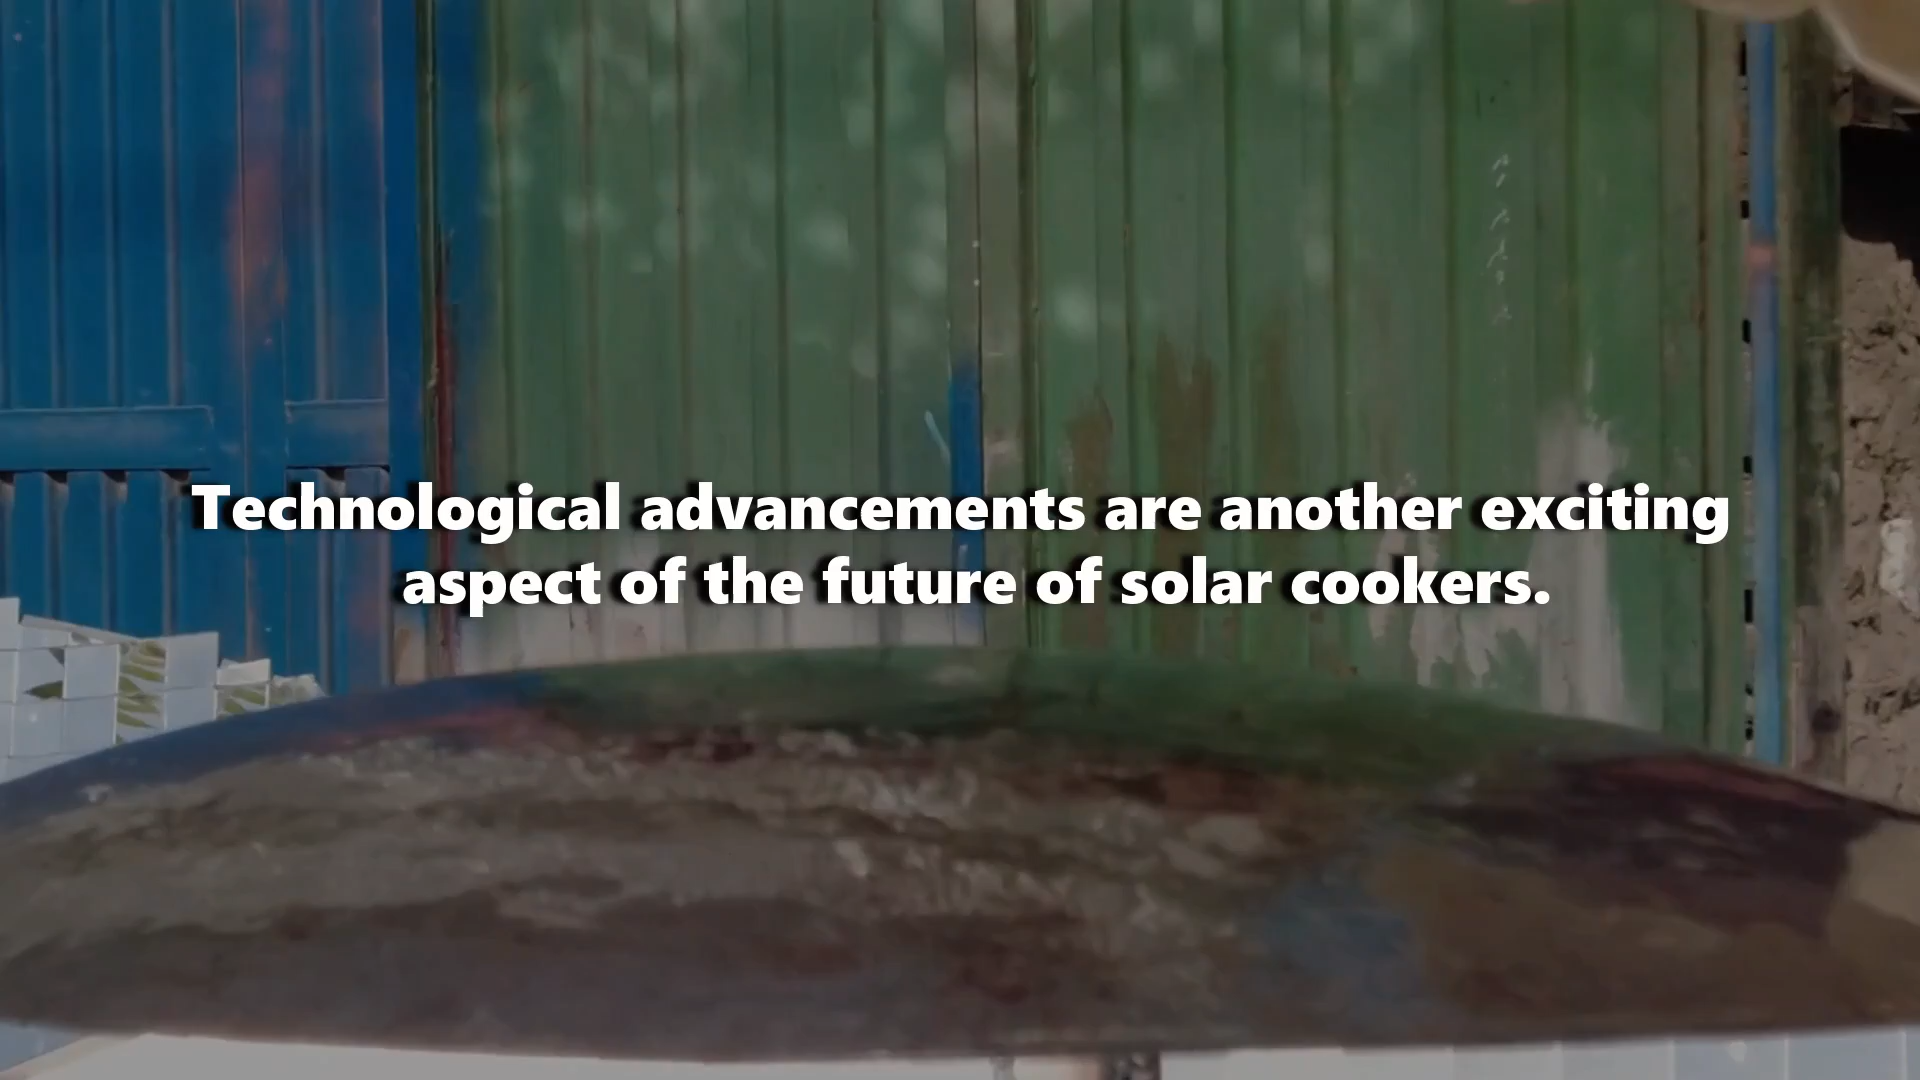 Technological advancements are another exciting
aspect of the future of solar cookers.